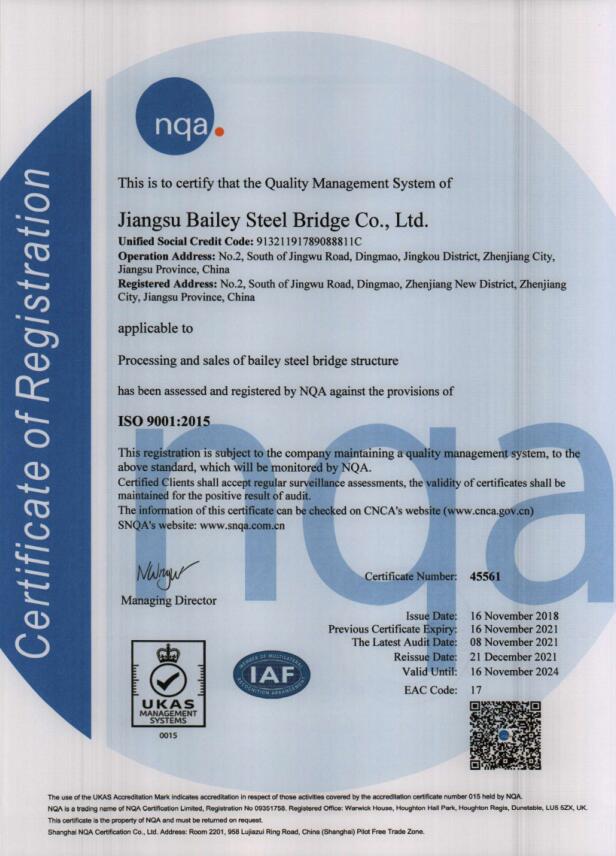 nqa.
Certificate of Registration
This is to certify that the Quality Management System of
Jiangsu Bailey Steel Bridge Co., Ltd.
Unified Social Credit Code: 91321191789088811C
Operation Address: No.2, South of Jingwu Road, Dingmao, Jingkou District, Zhenjiang City,
Jiangsu Province, China
Registered Address: No.2, South of Jingwu Road, Dingmao, Zhenjiang New District, Zhenjiang
City, Jiangsu Province, China
applicable to
Processing and sales of bailey steel bridge structure
has been assessed and registered by NQA against the provisions of
ISO 9001:2015
nqa
This registration is subject to the company maintaining a quality management system, to the
above standard, which will be monitored by NQA.
Certified Clients shall accept regular surveillance assessments, the validity of certificates shall be
maintained for the positive result of audit.
The information of this certificate can be checked on CNCA's website (www.cnca.gov.cn)
SNQA's website: www.snqa.com.cn
Managing Director
Certificate Number: 45561
Issue Date: 16 November 2018
Previous Certificate Expiry: 16 November 2021
The Latest Audit Date: 08 November 2021
Reissue Date: 21 December 2021
Valid Until: 16 November 2024
EAC Code: 17
UKAS
MANAGEMENT
SYSTEMS
0015
MEMBER OF MULTILATERAL
IAF
RECOGNITION ARRANGEMENT
The use of the UKAS Accreditation Mark indicates accreditation in respect of those activities covered by the accreditation certificate number 015 held by NQA.
NQA is a trading name of NQA Certification Limited, Registration No 09351758. Registered Office: Warwick House, Houghton Hall Park, Houghton Regis, Dunstable, LU5 5ZX, UK.
This certificate is the property of NQA and must be returned on request.
Shanghai NQA Certification Co., Ltd. Address: Room 2201, 958 Lujiazui Ring Road, China (Shanghai) Pilot Free Trade Zone.